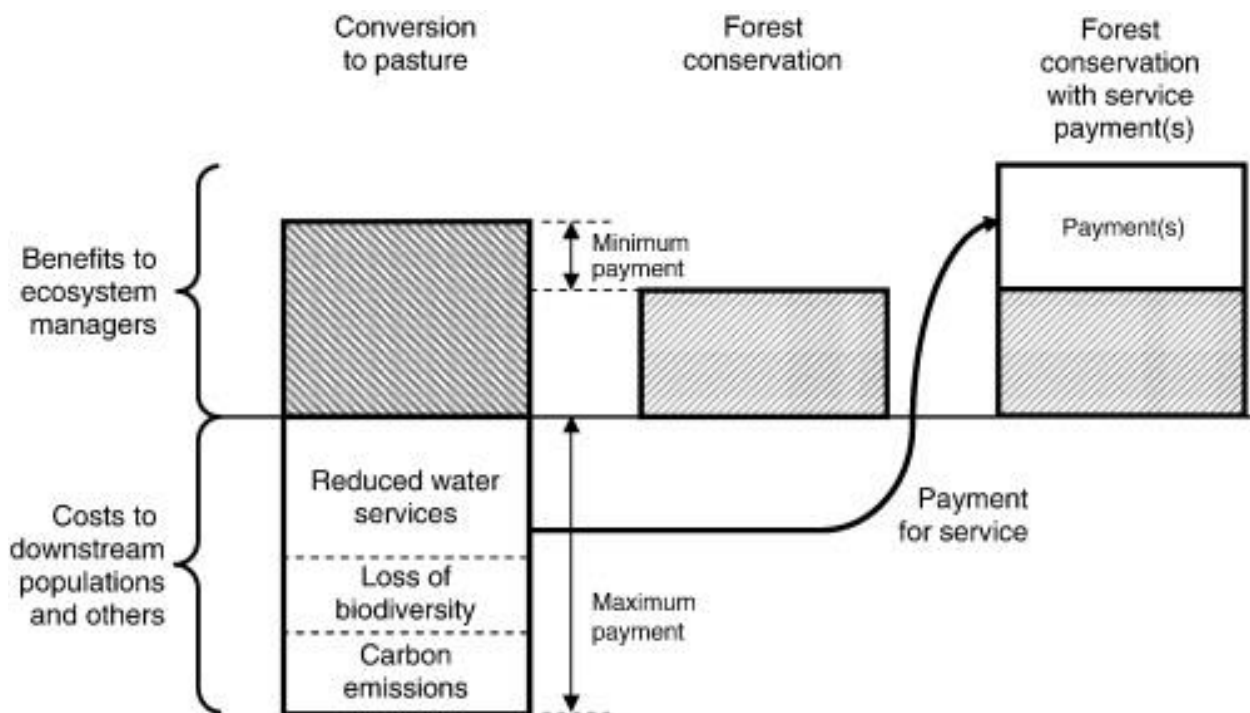 Conversion
to pasture
Forest
conservation
Forest
conservation
with service
payment(s)
Benefits to
ecosystem
managers
Minimum
payment
Payment(s)
Costs to
downstream
populations
and others
Reduced water
services
Loss of
biodiversity
Carbon
emissions
Maximum
payment
Payment
for service